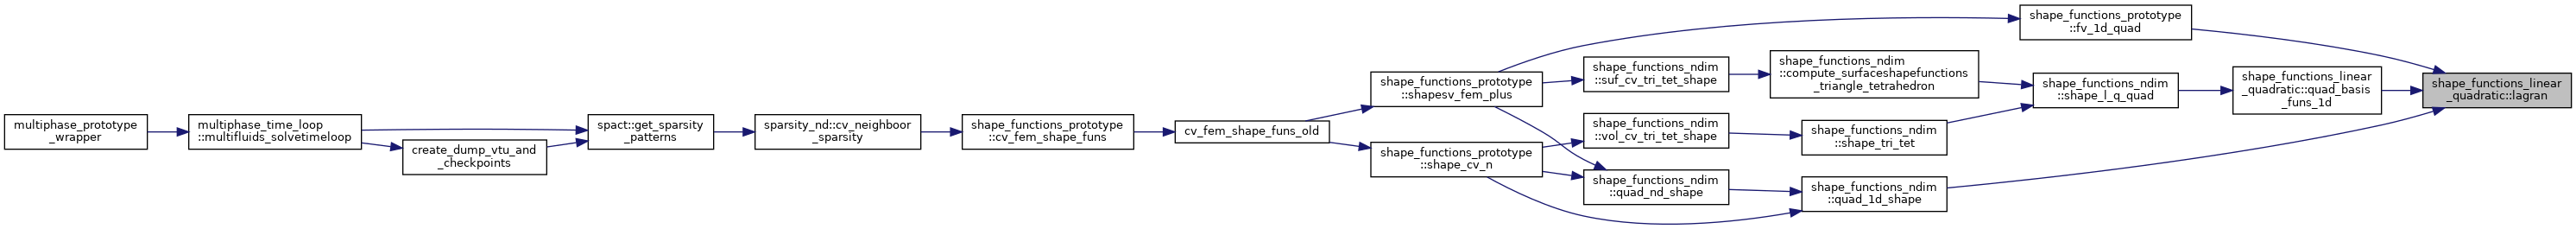 multiphase_prototype
_wrapper
multiphase_time_loop
::multifluids_solvetimeloop
create_dump_vtu_and
_checkpoints
spact::get_sparsity
_patterns
sparsity_nd::cv_neighboor
_sparsity
shape_functions_prototype
::cv_fem_shape_funs
cv_fem_shape_funs_old
shape_functions_prototype
::shapesv_fem_plus
shape_functions_prototype
::shape_cv_n
shape_functions_ndim
::suf_cv_tri_tet_shape
shape_functions_ndim
::vol_cv_tri_tet_shape
shape_functions_ndim
::quad_nd_shape
shape_functions_ndim
::compute_surfaceshapefunctions
_triangle_tetrahedron
shape_functions_ndim
::shape_tri_tet
shape_functions_ndim
::quad_1d_shape
shape_functions_prototype
::fv_1d_quad
shape_functions_ndim
::shape_l_q_quad
shape_functions_linear
_quadratic::quad_basis
_funs_1d
shape_functions_linear
_quadratic::lagran